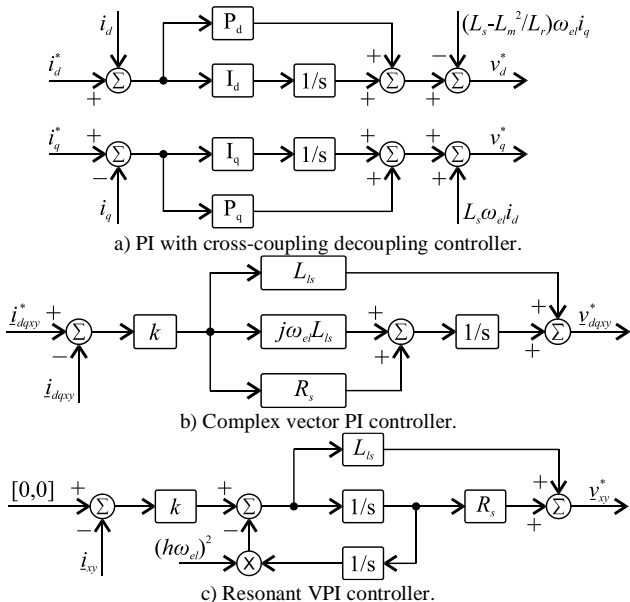 i_d P_d (L_s-L_m^2/L_r)ω_el i_q
i_d^* + Σ I_d 1/s + + Σ + − Σ v_d^*
i_q^* + − Σ I_q 1/s + + Σ + + Σ v_q^*
i_q P_q L_sω_el i_d
a) PI with cross-coupling decoupling controller.
L_ls
i_dqxy^* + − Σ k jω_el L_ls + + Σ 1/s + + Σ v_dqxy^*
i_dqxy R_s
b) Complex vector PI controller.
L_ls
[0,0] + − Σ k + − Σ 1/s R_s + + Σ v_xy^*
i_xy (hω_el)^2 X 1/s
c) Resonant VPI controller.